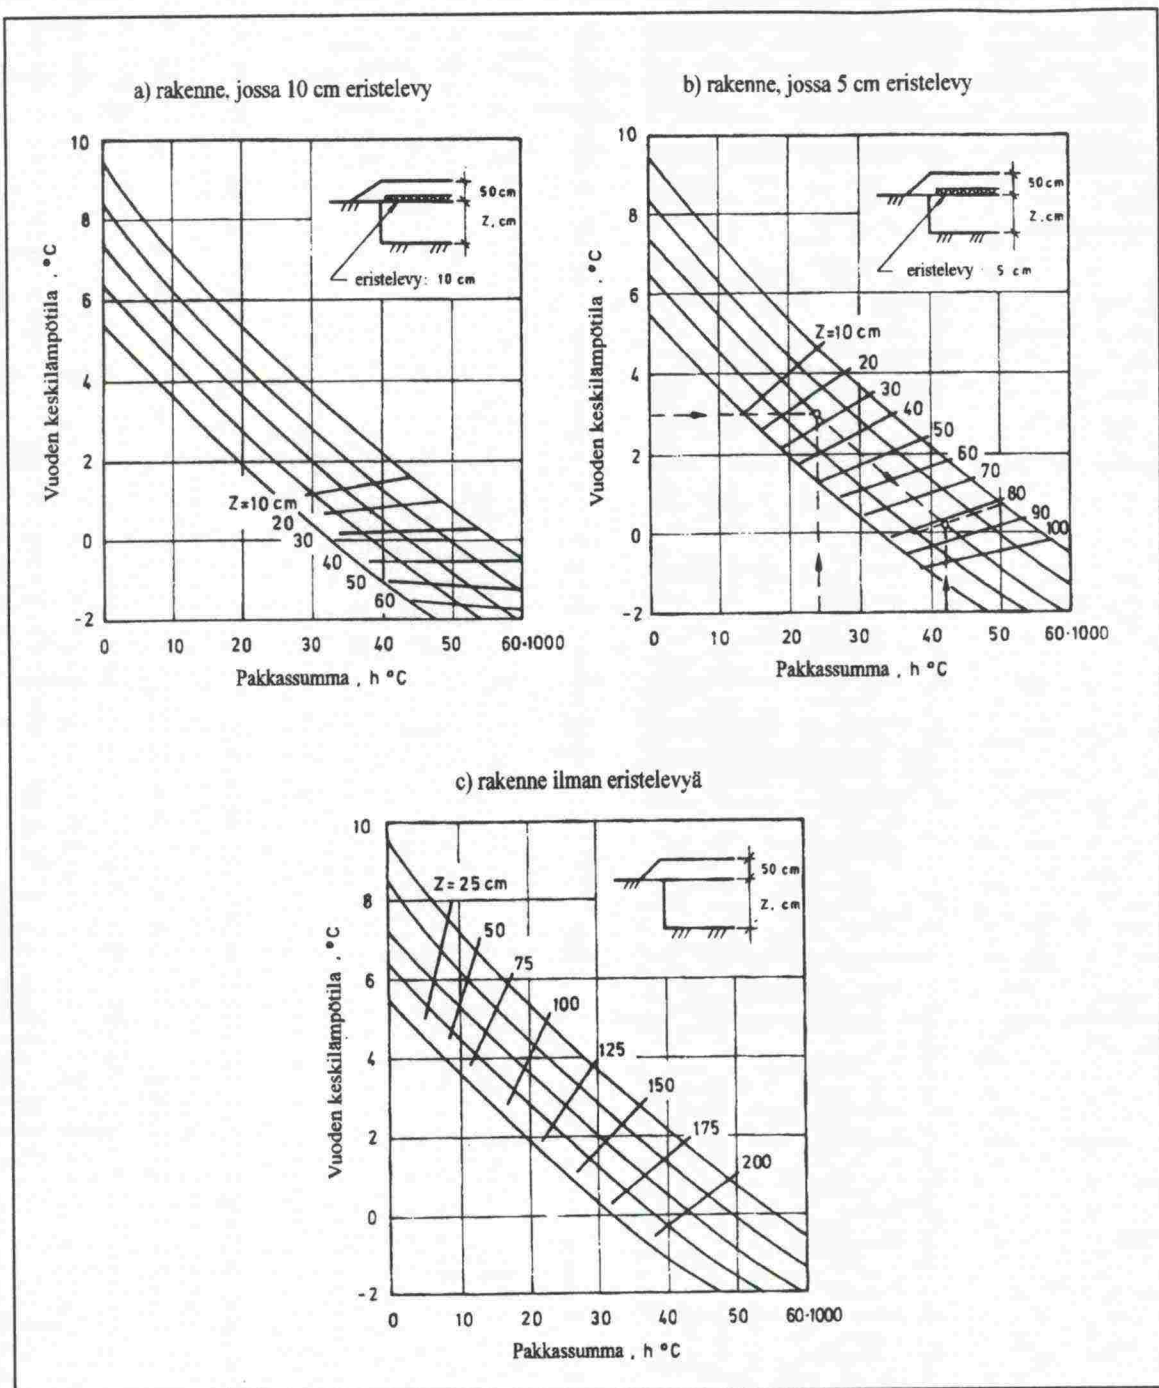 a) rakenne, jossa 10 cm eristelevy
Vuoden keskilämpötila , °C
10
8
6
4
2
0
-2
50 cm
Z, cm
eristelevy: 10 cm
Z=10 cm
20
30
40
50
60
0 10 20 30 40 50 60·1000
Pakkassumma , h °C
b) rakenne, jossa 5 cm eristelevy
Vuoden keskilämpötila , °C
10
8
6
4
2
0
-2
50 cm
Z, cm
eristelevy 5 cm
Z=10 cm
20
30
40
50
60
70
80
90
100
0 10 20 30 40 50 60·1000
Pakkassumma , h °C
c) rakenne ilman eristelevyä
Vuoden keskilämpötila , °C
10
8
6
4
2
0
-2
50 cm
Z, cm
Z= 25 cm
50
75
100
125
150
175
200
0 10 20 30 40 50 60·1000
Pakkassumma , h °C